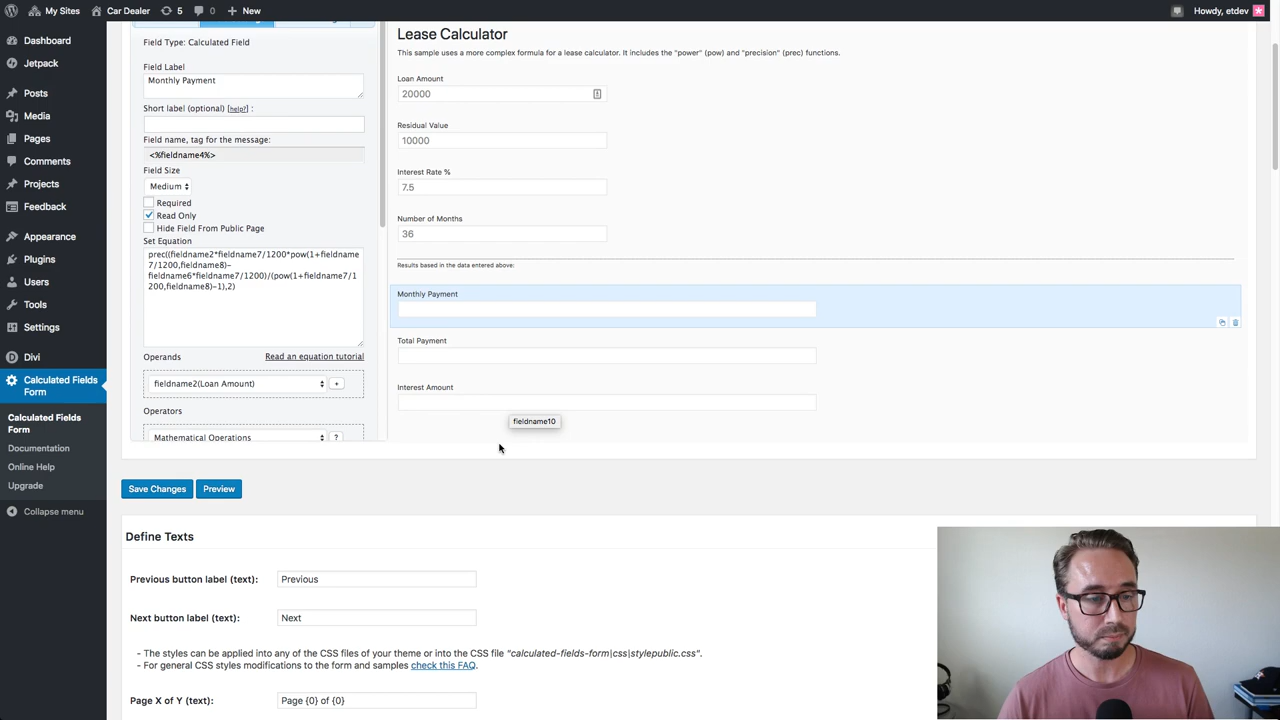 My Sites
Car Dealer
5
0
New
Howdy, etdev
Dashboard
Jetpack
Posts
Media
Pages
Comments
Projects
Feedback
Appearance
Plugins
Users
Tools
Settings
Divi
Calculated Fields
Form
Calculated Fields
Form
Documentation
Online Help
Upgrade
Collapse menu
Field Type: Calculated Field
Field Label
Monthly Payment
Short label (optional) [help?] :
Field name, tag for the message:
<%fieldname4%>
Field Size
Medium
Required
Read Only
Hide Field From Public Page
Set Equation
prec((fieldname2*fieldname7/1200*pow(1+fieldname
7/1200,fieldname8)-
fieldname6*fieldname7/1200)/(pow(1+fieldname7/1
200,fieldname8)-1),2)
Operands
Read an equation tutorial
fieldname2(Loan Amount)
+
Operators
Mathematical Operations
?
Lease Calculator
This sample uses a more complex formula for a lease calculator. It includes the "power" (pow) and "precision" (prec) functions.
Loan Amount
20000
Residual Value
10000
Interest Rate %
7.5
Number of Months
36
Results based in the data entered above:
Monthly Payment
Total Payment
Interest Amount
fieldname10
Save Changes
Preview
Define Texts
Previous button label (text):
Previous
Next button label (text):
Next
- The styles can be applied into any of the CSS files of your theme or into the CSS file "calculated-fields-form|css|stylepublic.css".
- For general CSS styles modifications to the form and samples check this FAQ.
Page X of Y (text):
Page {0} of {0}